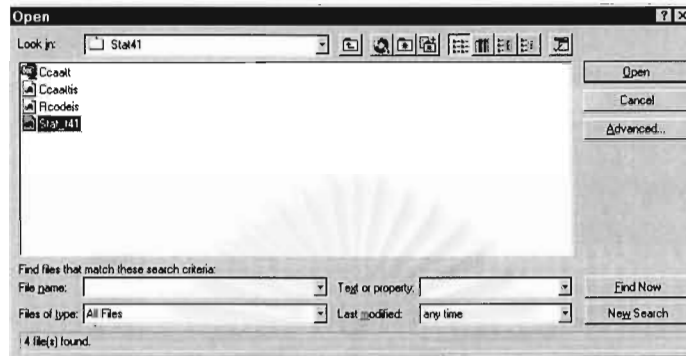 Open
Look in: Stat41
Ccaalt
Ccaaltis
Rcodeis
Stat_t41
Open
Cancel
Advanced...
Find files that match these search criteria:
File name: Text or property: Find Now
Files of type: All Files Last modified: any time New Search
4 file(s) found.